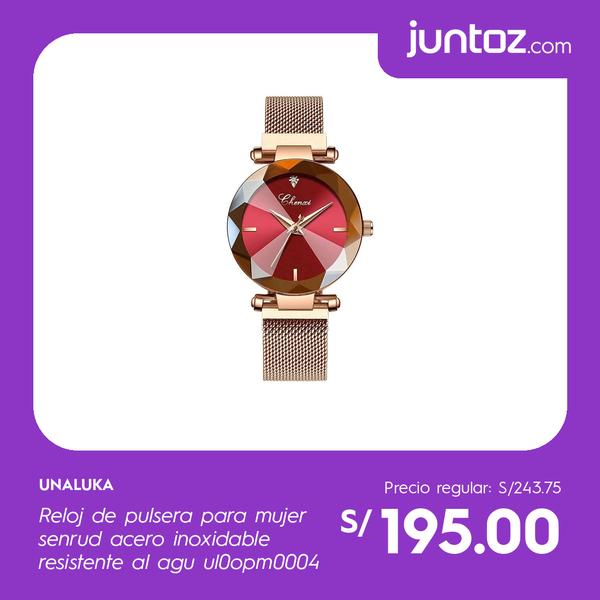 juntoz.com
Chenxi
UNALUKA
Reloj de pulsera para mujer
senrud acero inoxidable
resistente al agu ul0opm0004
Precio regular: S/243.75
S/195.00